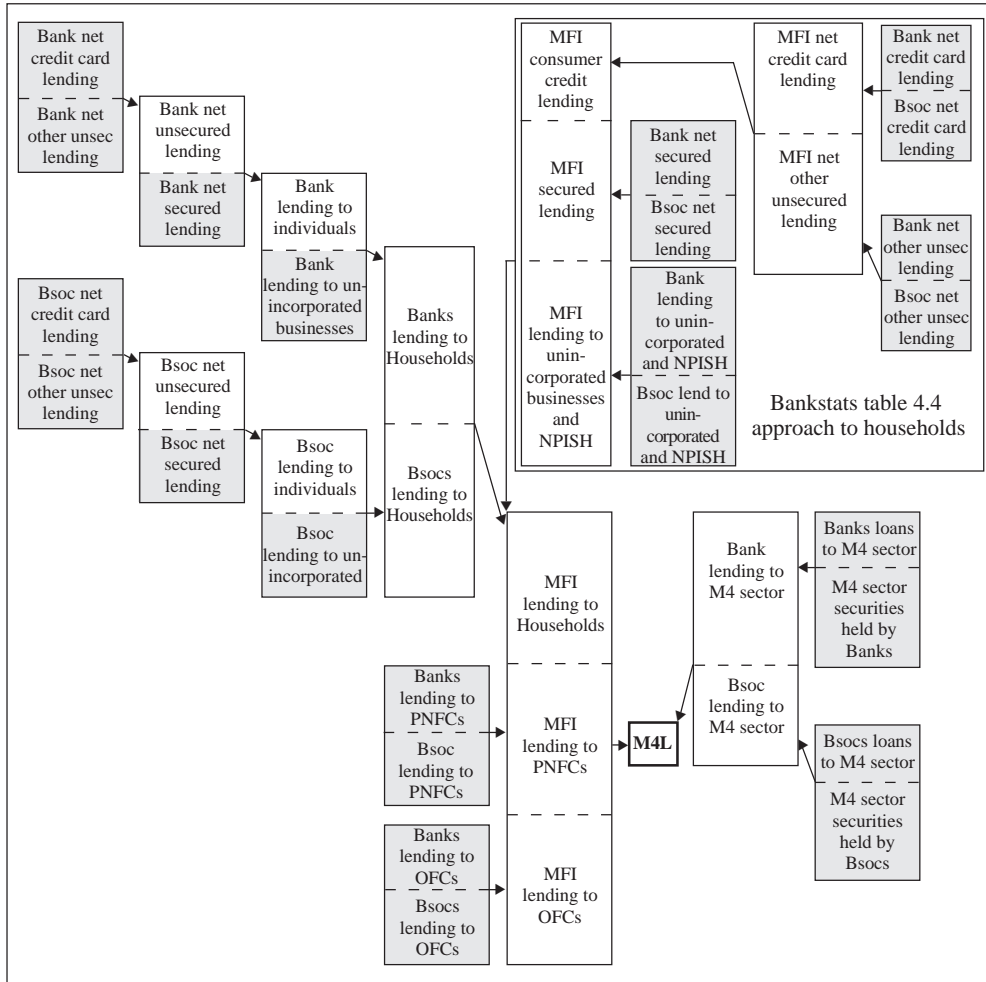 Bank net
credit card
lending
Bank net
other unsec
lending
Bank net
unsecured
lending
Bank net
secured
lending
Bank
lending to
individuals
Bank
lending to un-
incorporated
businesses
Bsoc net
credit card
lending
Bsoc net
other unsec
lending
Bsoc net
unsecured
lending
Bsoc net
secured
lending
Bsoc
lending to
individuals
Bsoc
lending to un-
incorporated
Banks
lending to
Households
Bsocs
lending to
Households
MFI
consumer
credit
lending
MFI
secured
lending
MFI
lending to
unin-
corporated
businesses
and
NPISH
Bank net
secured
lending
Bsoc net
secured
lending
Bank
lending
to unin-
corporated
and NPISH
Bsoc lend to
unin-
corporated
and NPISH
MFI net
credit card
lending
MFI net
other
unsecured
lending
Bank net
credit card
lending
Bsoc net
credit card
lending
Bank net
other unsec
lending
Bsoc net
other unsec
lending
Bankstats table 4.4
approach to households
MFI
lending to
Households
MFI
lending to
PNFCs
MFI
lending to
OFCs
Banks
lending to
PNFCs
Bsoc
lending to
PNFCs
Banks
lending to
OFCs
Bsocs
lending to
OFCs
M4L
Bank
lending to
M4 sector
Bsoc
lending to
M4 sector
Banks loans
to M4 sector
M4 sector
securities
held by
Banks
Bsocs loans
to M4 sector
M4 sector
securities
held by
Bsocs